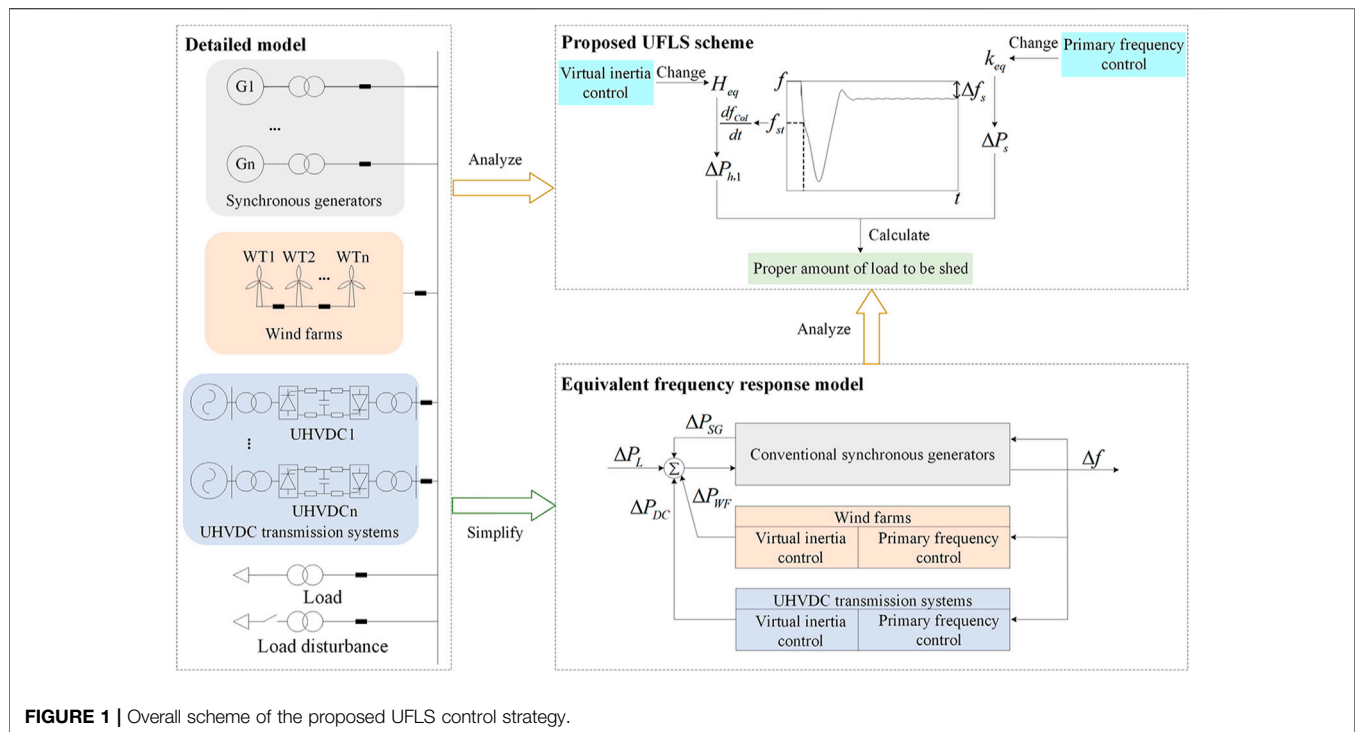 Detailed model
G1
...
Gn
Synchronous generators
WT1 WT2 WTn
...
Wind farms
UHVDC1
...
UHVDCn
UHVDC transmission systems
Load
Load disturbance
Analyze
Simplify
Proposed UFLS scheme
Virtual inertia
control
Change
H_eq
df_Col
dt
f_st
ΔP_h,1
f
Δf_s
t
k_eq
Change
Primary frequency
control
ΔP_s
Calculate
Proper amount of load to be shed
Analyze
Equivalent frequency response model
ΔP_SG
ΔP_L
Σ
Conventional synchronous generators
Δf
ΔP_DC
ΔP_WF
Wind farms
Virtual inertia
control
Primary frequency
control
UHVDC transmission systems
Virtual inertia
control
Primary frequency
control
FIGURE 1 | Overall scheme of the proposed UFLS control strategy.